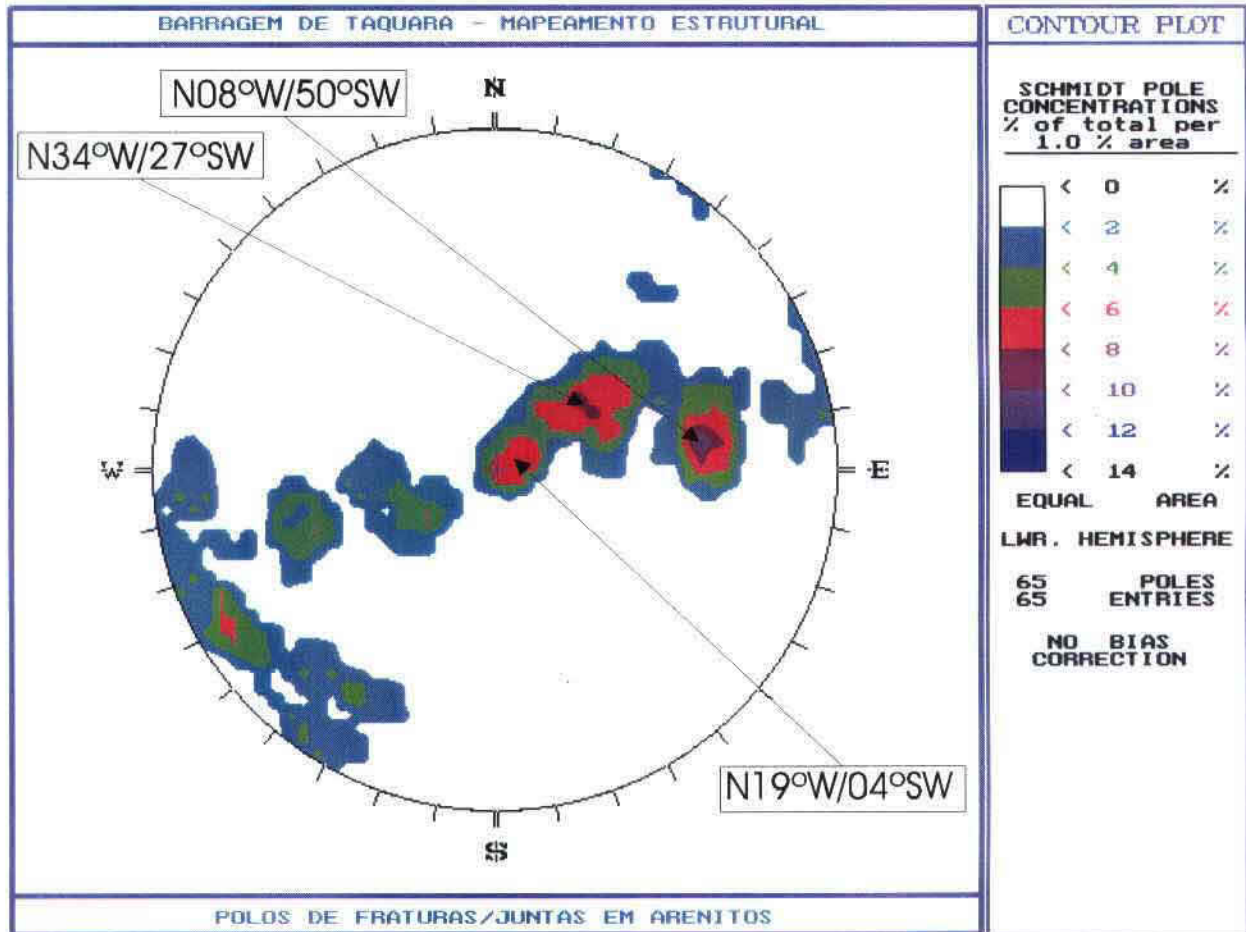 BARRAGEM DE TAQUARA - MAPEAMENTO ESTRUTURAL
N08°W/50°SW
N34°W/27°SW
N
W
E
S
N19°W/04°SW
POLOS DE FRATURAS/JUNTAS EM ARENITOS
CONTOUR PLOT
SCHMIDT POLE
CONCENTRATIONS
% of total per
1.0 % area
< 0 %
< 2 %
< 4 %
< 6 %
< 8 %
< 10 %
< 12 %
< 14 %
EQUAL AREA
LWR. HEMISPHERE
65 POLES
65 ENTRIES
NO BIAS
CORRECTION